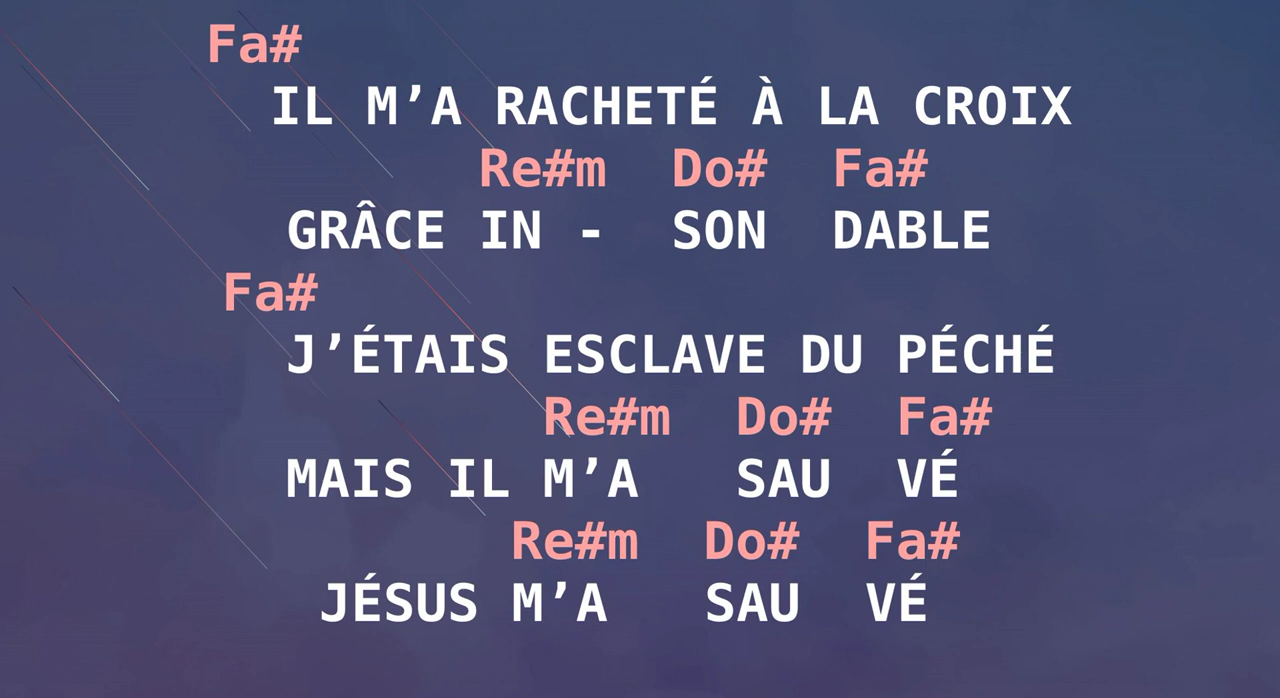 Fa#
IL M’A RACHETÉ À LA CROIX
Re#m Do# Fa#
GRÂCE IN - SON DABLE
Fa#
J’ÉTAIS ESCLAVE DU PÉCHÉ
Re#m Do# Fa#
MAIS IL M’A SAU VÉ
Re#m Do# Fa#
JÉSUS M’A SAU VÉ